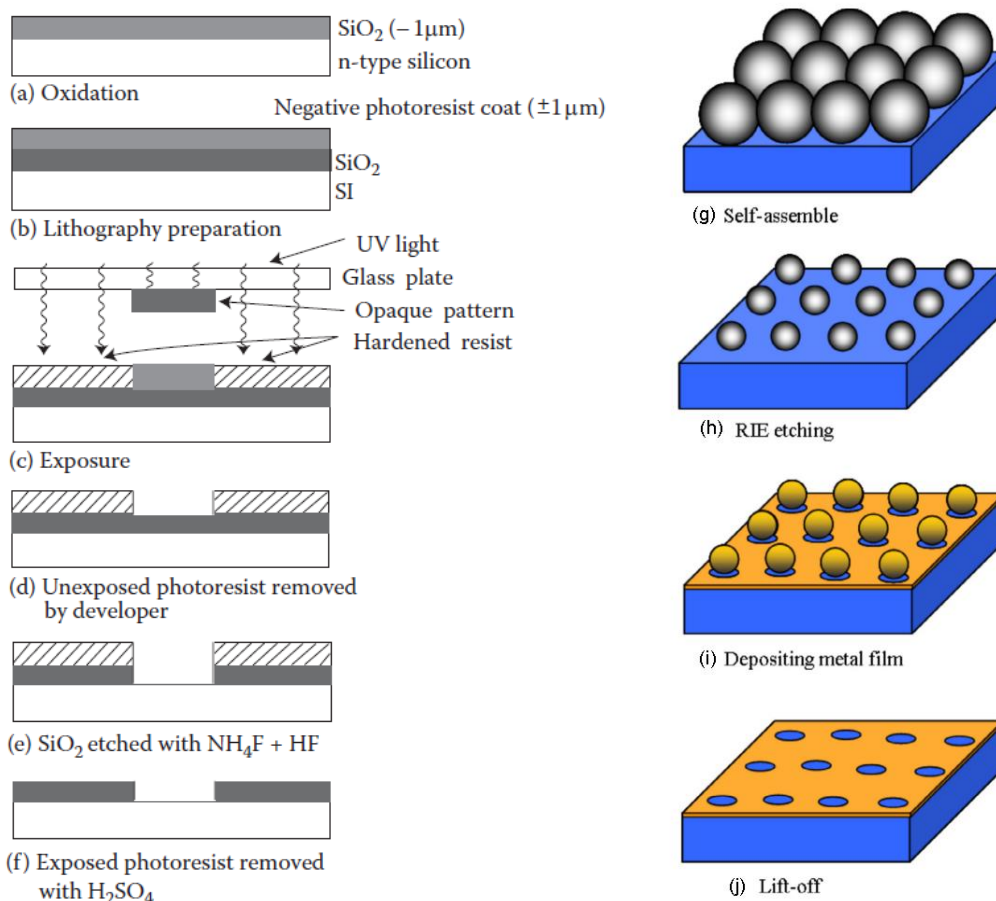 SiO₂ (– 1μm)
n-type silicon
(a) Oxidation
Negative photoresist coat (±1μm)
SiO₂
SI
(b) Lithography preparation
UV light
Glass plate
Opaque pattern
Hardened resist
(c) Exposure
(d) Unexposed photoresist removed
by developer
(e) SiO₂ etched with NH₄F + HF
(f) Exposed photoresist removed
with H₂SO₄
(g) Self-assemble
(h) RIE etching
(i) Depositing metal film
(j) Lift-off